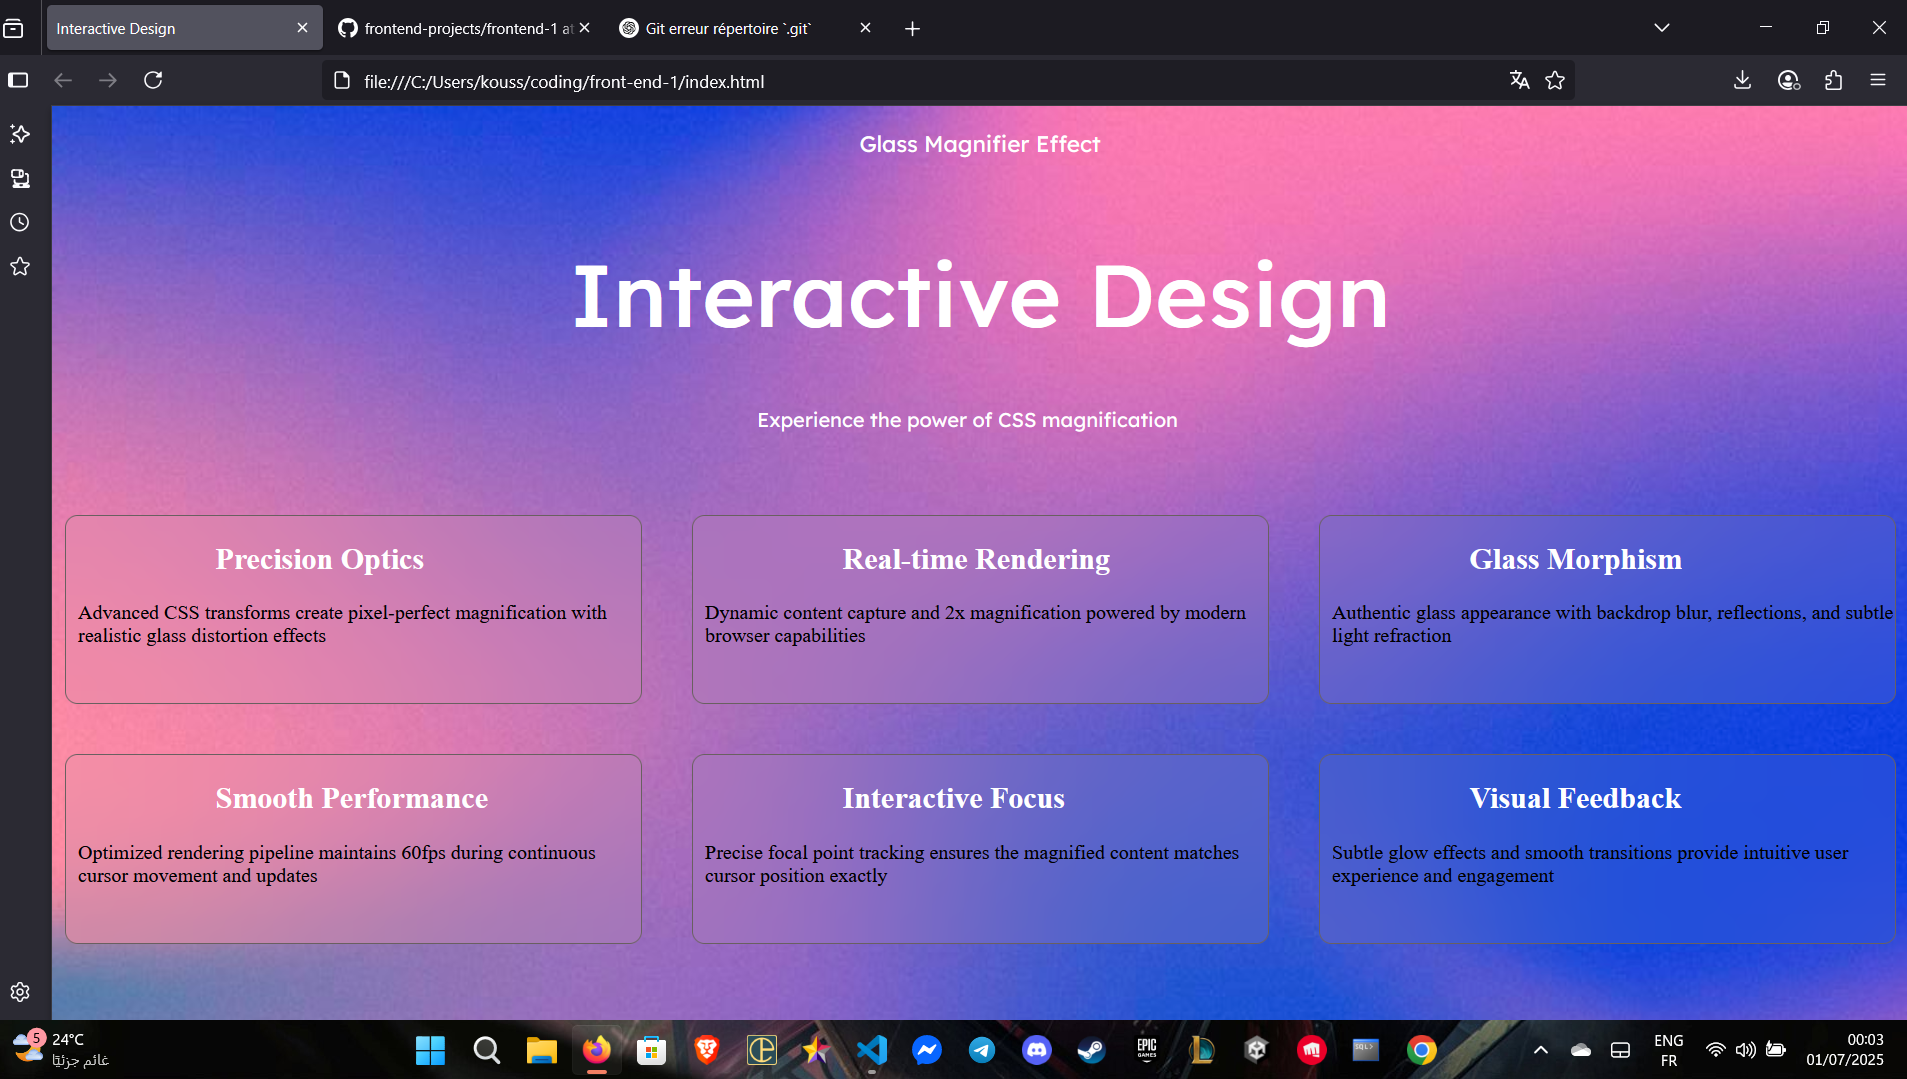 Interactive Design
frontend-projects/frontend-1 at
Git erreur répertoire `.git`
file:///C:/Users/kouss/coding/front-end-1/index.html
Glass Magnifier Effect
Interactive Design
Experience the power of CSS magnification
Precision Optics
Advanced CSS transforms create pixel-perfect magnification with
realistic glass distortion effects
Real-time Rendering
Dynamic content capture and 2x magnification powered by modern
browser capabilities
Glass Morphism
Authentic glass appearance with backdrop blur, reflections, and subtle
light refraction
Smooth Performance
Optimized rendering pipeline maintains 60fps during continuous
cursor movement and updates
Interactive Focus
Precise focal point tracking ensures the magnified content matches
cursor position exactly
Visual Feedback
Subtle glow effects and smooth transitions provide intuitive user
experience and engagement
5
24°C
غائم جزئيًا
EPIC
GAMES
SQL>
ENG
FR
00:03
01/07/2025